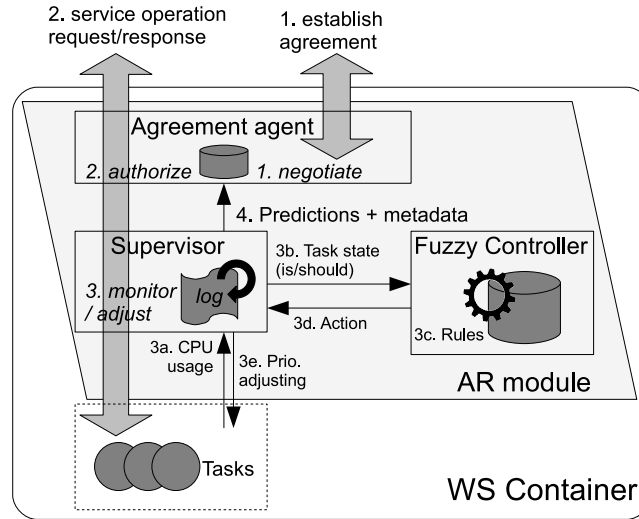 2. service operation
request/response
1. establish
agreement
Agreement agent
2. authorize
1. negotiate
4. Predictions + metadata
Supervisor
3. monitor
/ adjust
log
3b. Task state
(is/should)
3d. Action
Fuzzy Controller
3c. Rules
3a. CPU
usage
3e. Prio.
adjusting
AR module
Tasks
WS Container